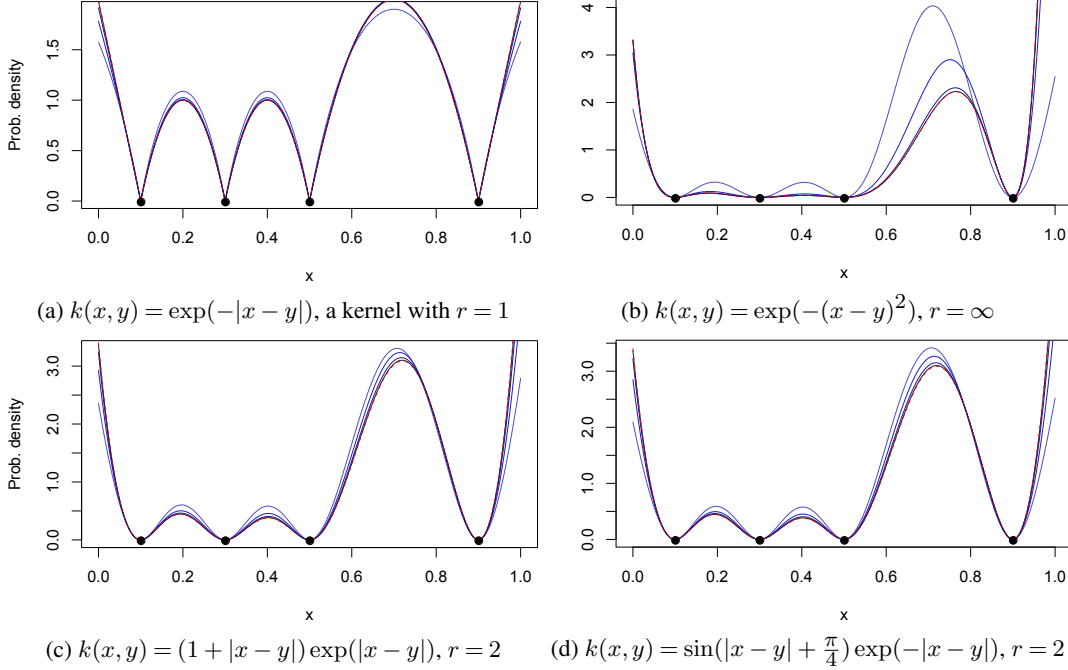 Prob. density
0.0 0.5 1.0 1.5
0.0 0.2 0.4 0.6 0.8 1.0
x
(a) k(x, y) = exp(−|x − y|), a kernel with r = 1
0 1 2 3 4
0.0 0.2 0.4 0.6 0.8 1.0
x
(b) k(x, y) = exp(−(x − y)²), r = ∞
Prob. density
0.0 1.0 2.0 3.0
0.0 0.2 0.4 0.6 0.8 1.0
x
(c) k(x, y) = (1 + |x − y|) exp(|x − y|), r = 2
0.0 1.0 2.0 3.0
0.0 0.2 0.4 0.6 0.8 1.0
x
(d) k(x, y) = sin(|x − y| + π/4) exp(−|x − y|), r = 2